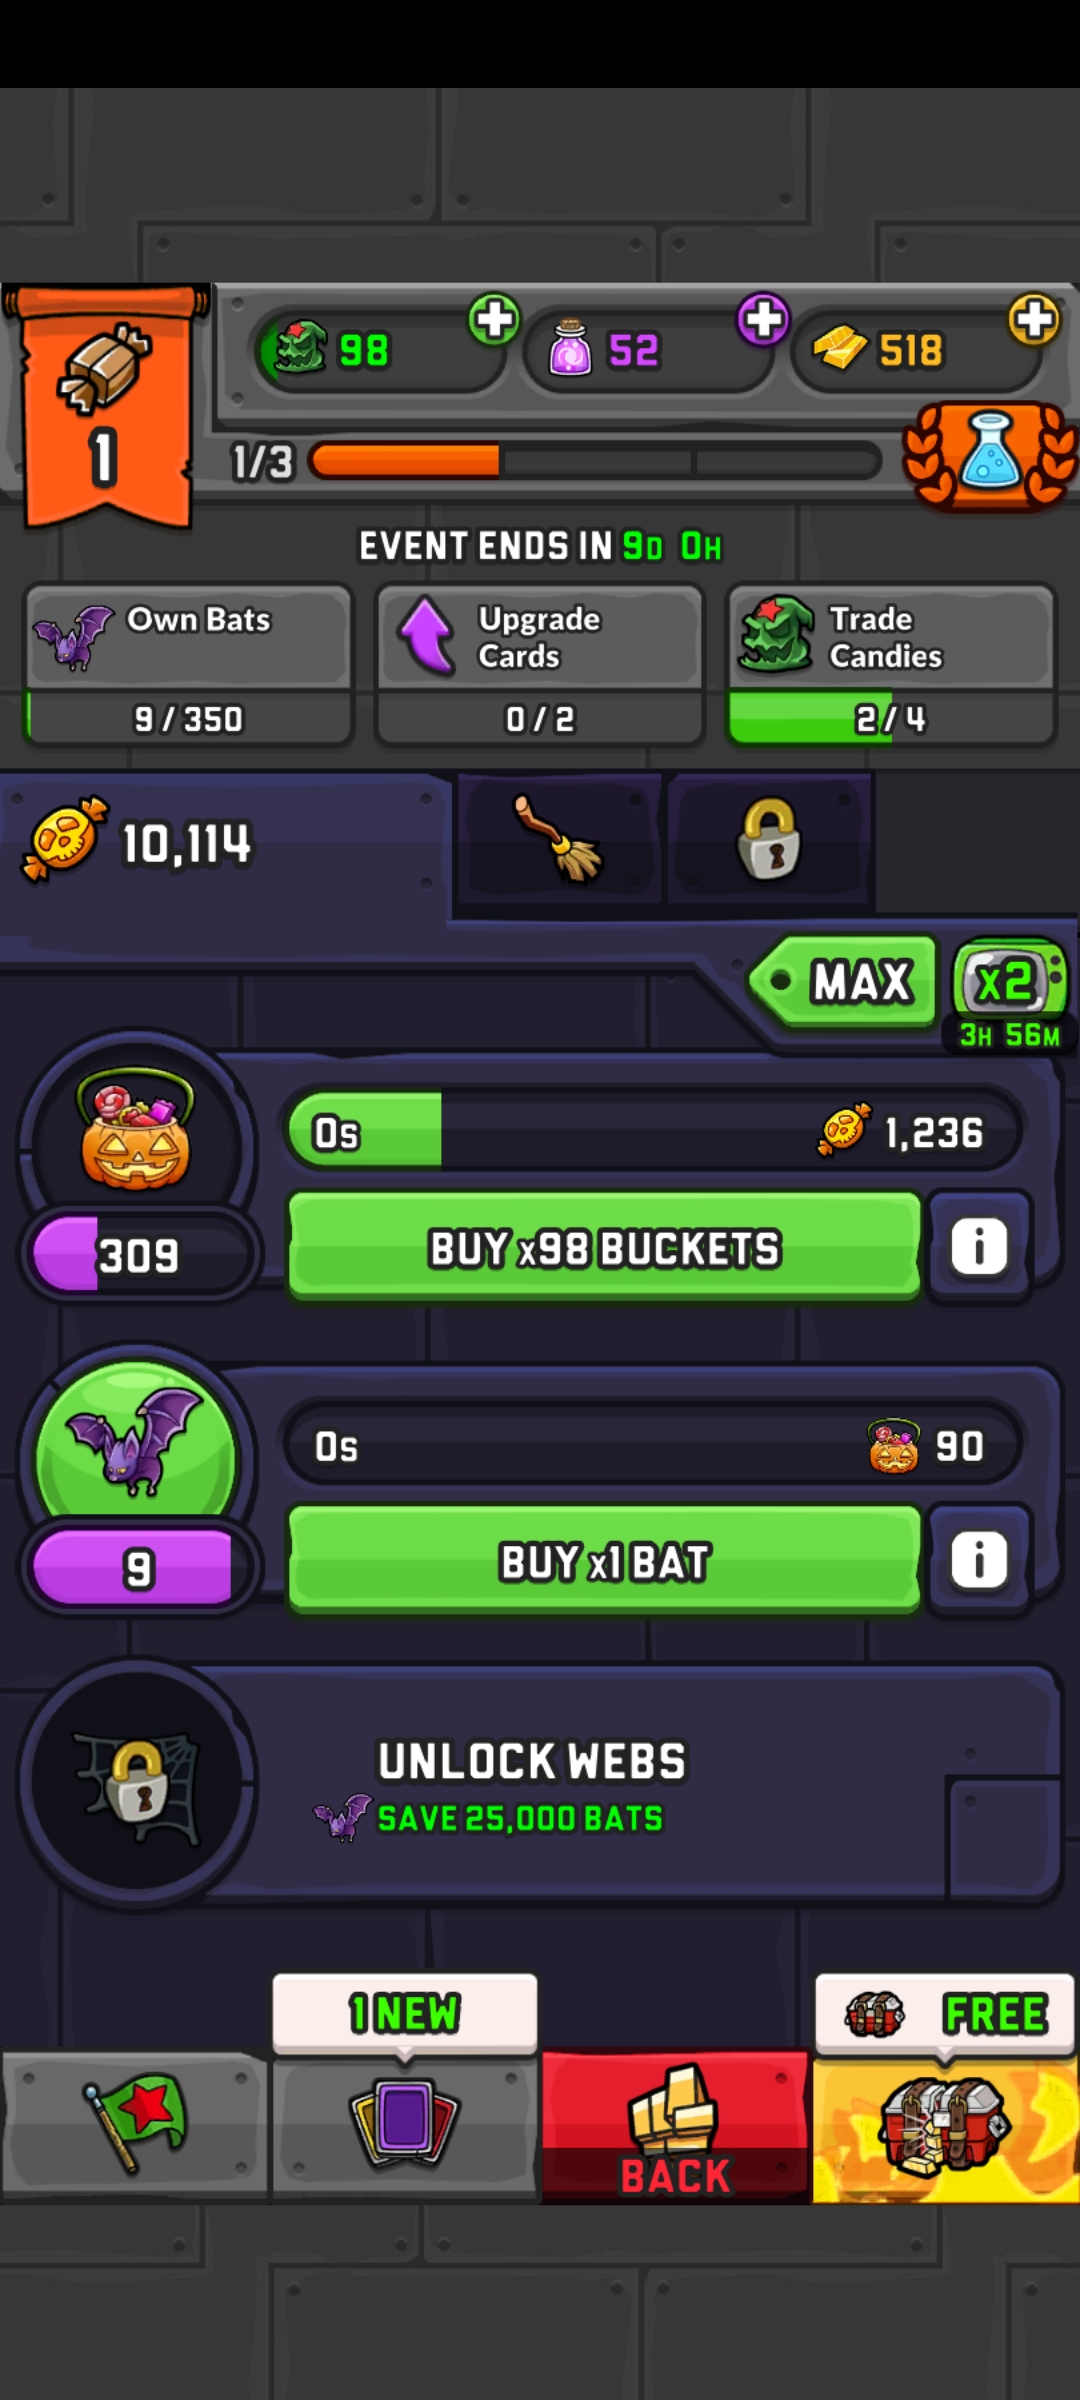 98
52
518
1
1/3
EVENT ENDS IN 9D 0H
Own Bats
9 / 350
Upgrade
Cards
0 / 2
Trade
Candies
2 / 4
10,114
MAX
x2
3H 56M
0s
1,236
309
BUY x98 BUCKETS
i
0s
90
9
BUY x1 BAT
i
UNLOCK WEBS
SAVE 25,000 BATS
1 NEW
FREE
BACK